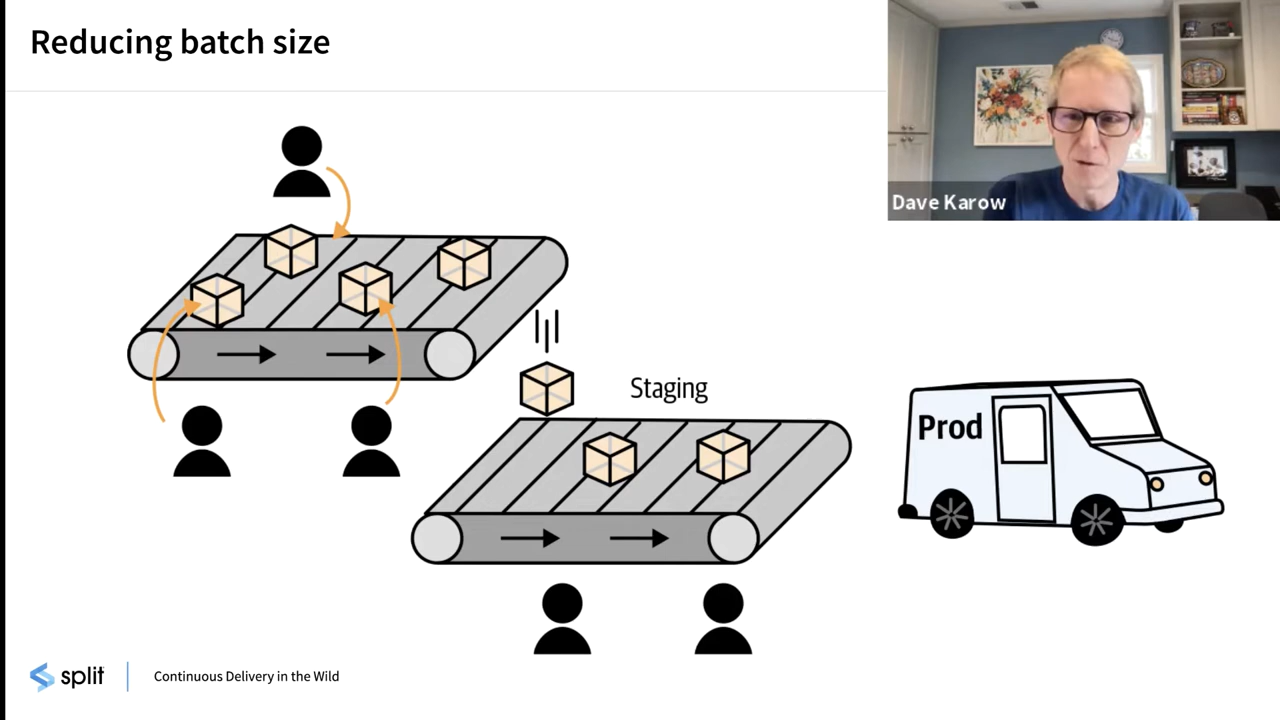 Reducing batch size
Dave Karow
Staging
Prod
split
Continuous Delivery in the Wild